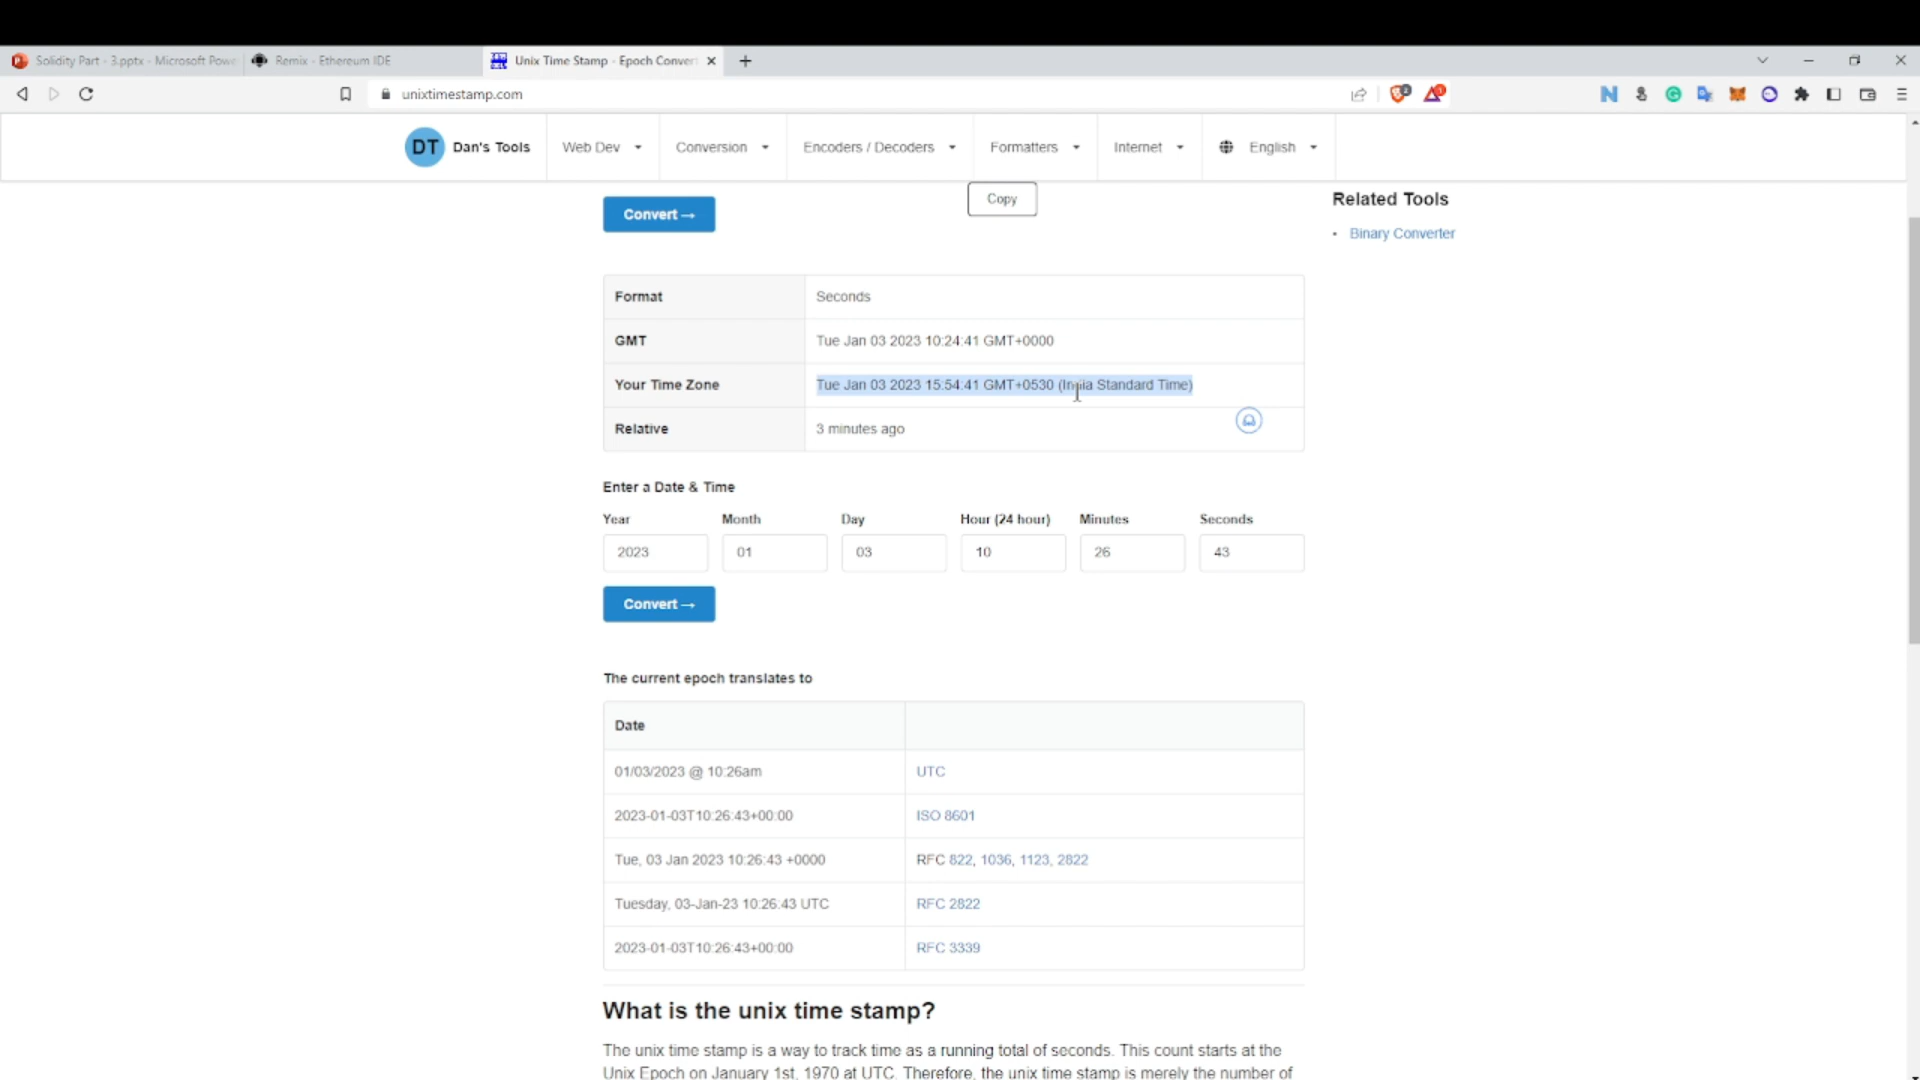 Solidity Part - 3.pptx - Microsoft Powe
Remix - Ethereum IDE
Unix Time Stamp - Epoch Conver
unixtimestamp.com
DT Dan's Tools
Web Dev
Conversion
Encoders / Decoders
Formatters
Internet
English
Convert →
Copy
Related Tools
Binary Converter
Format Seconds
GMT Tue Jan 03 2023 10:24:41 GMT+0000
Your Time Zone Tue Jan 03 2023 15:54:41 GMT+0530 (India Standard Time)
Relative 3 minutes ago
Enter a Date & Time
Year Month Day Hour (24 hour) Minutes Seconds
2023 01 03 10 26 43
Convert →
The current epoch translates to
Date
01/03/2023 @ 10:26am UTC
2023-01-03T10:26:43+00:00 ISO 8601
Tue, 03 Jan 2023 10:26:43 +0000 RFC 822, 1036, 1123, 2822
Tuesday, 03-Jan-23 10:26:43 UTC RFC 2822
2023-01-03T10:26:43+00:00 RFC 3339
What is the unix time stamp?
The unix time stamp is a way to track time as a running total of seconds. This count starts at the
Unix Epoch on January 1st, 1970 at UTC. Therefore, the unix time stamp is merely the number of